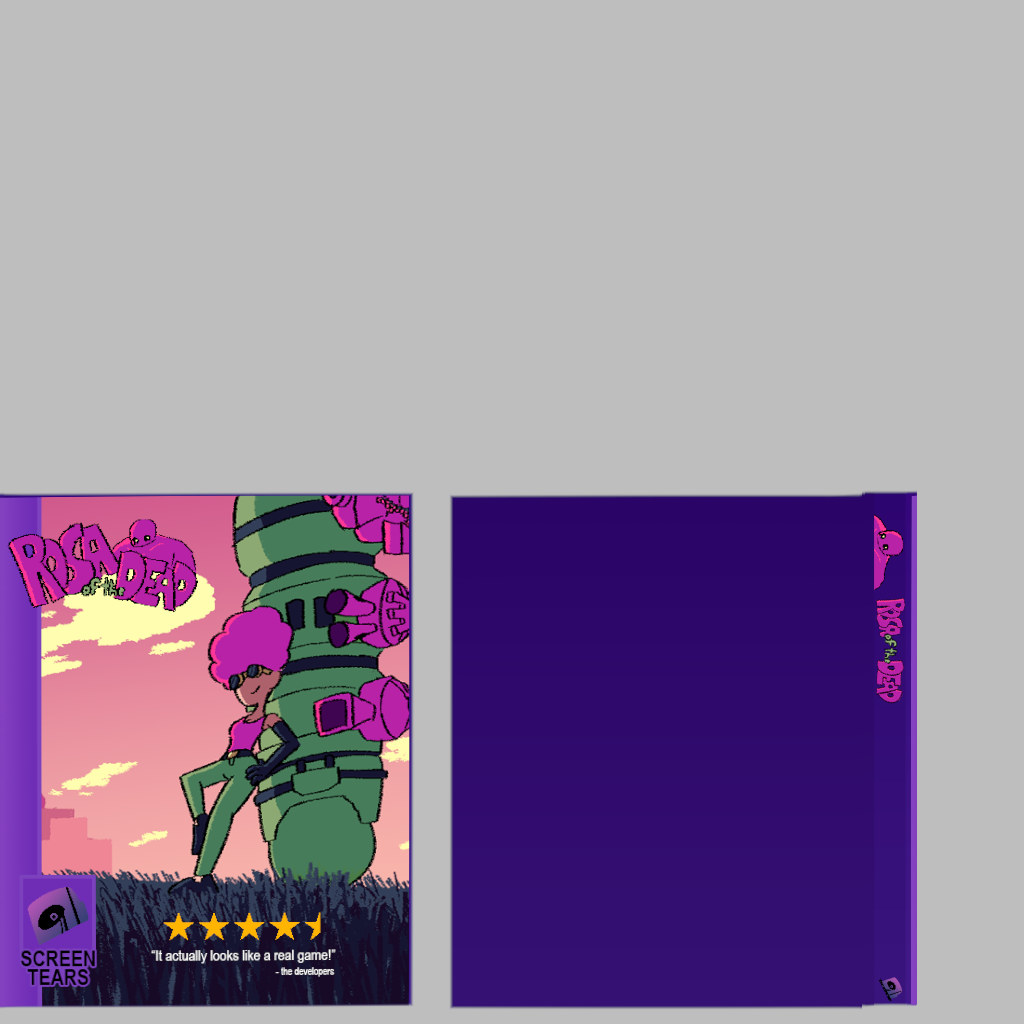 ROSA
of the
DEAD
SCREEN
TEARS
"It actually looks like a real game!"
- the developers
ROSA of the DEAD